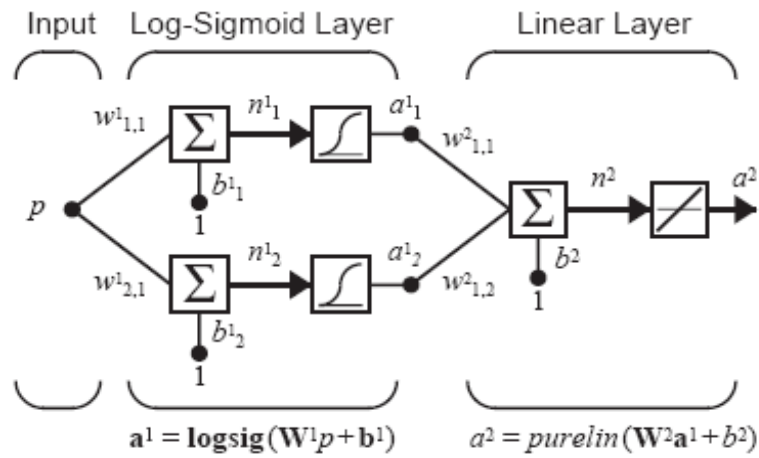 Input Log-Sigmoid Layer Linear Layer
w¹₁,₁ n¹₁ a¹₁ w²₁,₁
Σ
b¹₁
1
p n² a²
Σ
w¹₂,₁ n¹₂ a¹₂ w²₁,₂ b²
Σ
1
b¹₂
1
a¹ = logsig(W¹p + b¹) a² = purelin(W²a¹ + b²)